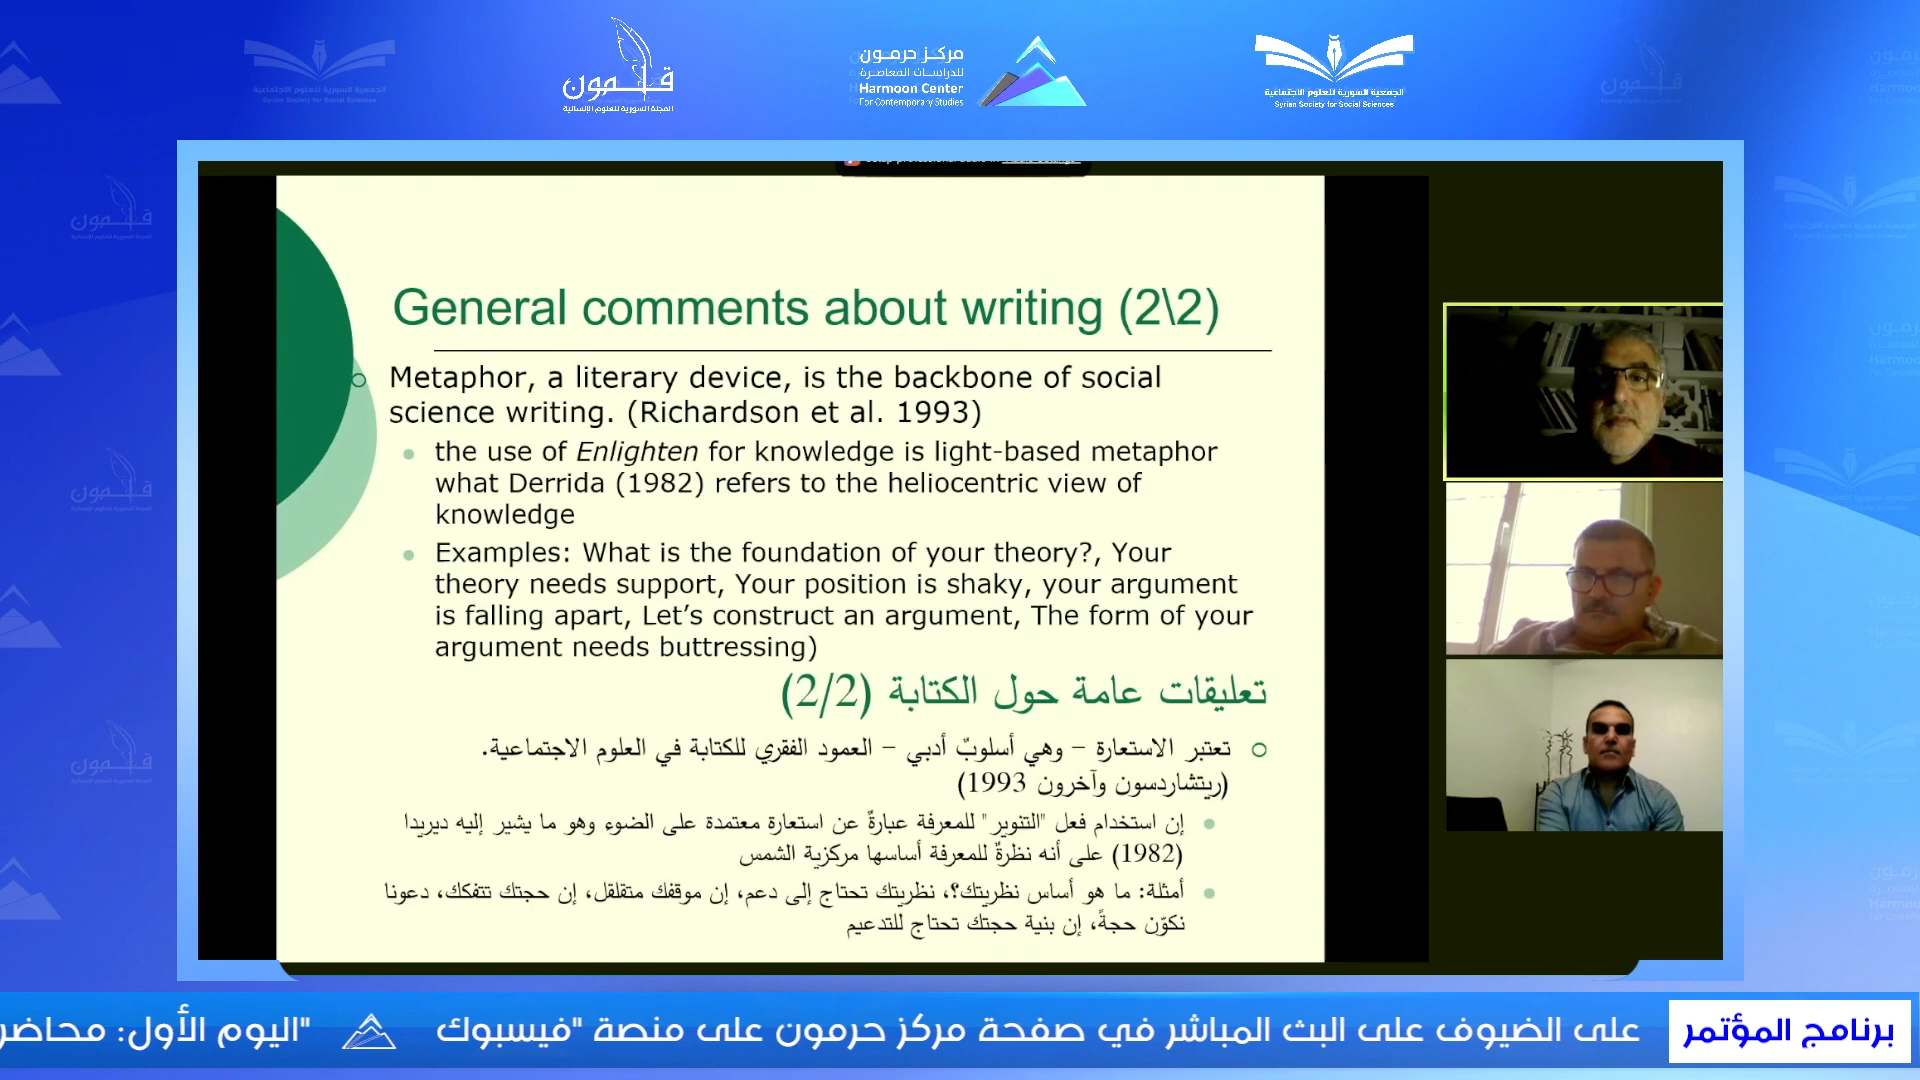 قلمون
المجلة السورية للعلوم الإنسانية
مركز حرمون
للدراسات المعاصرة
Harmoon Center
For Contemporary Studies
الجمعية السورية للعلوم الاجتماعية
Syrian Society for Social Sciences
General comments about writing (2\2)
Metaphor, a literary device, is the backbone of social
science writing. (Richardson et al. 1993)
the use of Enlighten for knowledge is light-based metaphor
what Derrida (1982) refers to the heliocentric view of
knowledge
Examples: What is the foundation of your theory?, Your
theory needs support, Your position is shaky, your argument
is falling apart, Let’s construct an argument, The form of your
argument needs buttressing)
تعليقات عامة حول الكتابة (2/2)
تعتبر الاستعارة – وهي أسلوبٌ أدبي – العمود الفقري للكتابة في العلوم الاجتماعية.
(ريتشاردسون وآخرون 1993)
إن استخدام فعل "التنوير" للمعرفة عبارةٌ عن استعارة معتمدة على الضوء وهو ما يشير إليه ديريدا
(1982) على أنه نظرةٌ للمعرفة أساسها مركزية الشمس
أمثلة: ما هو أساس نظريتك؟، نظريتك تحتاج إلى دعم، إن موقفك متقلقل، إن حجتك تتفكك، دعونا
نكوّن حجةً، إن بنية حجتك تحتاج للتدعيم
برنامج المؤتمر
على الضيوف على البث المباشر في صفحة مركز حرمون على منصة "فيسبوك
"اليوم الأول: محاضر